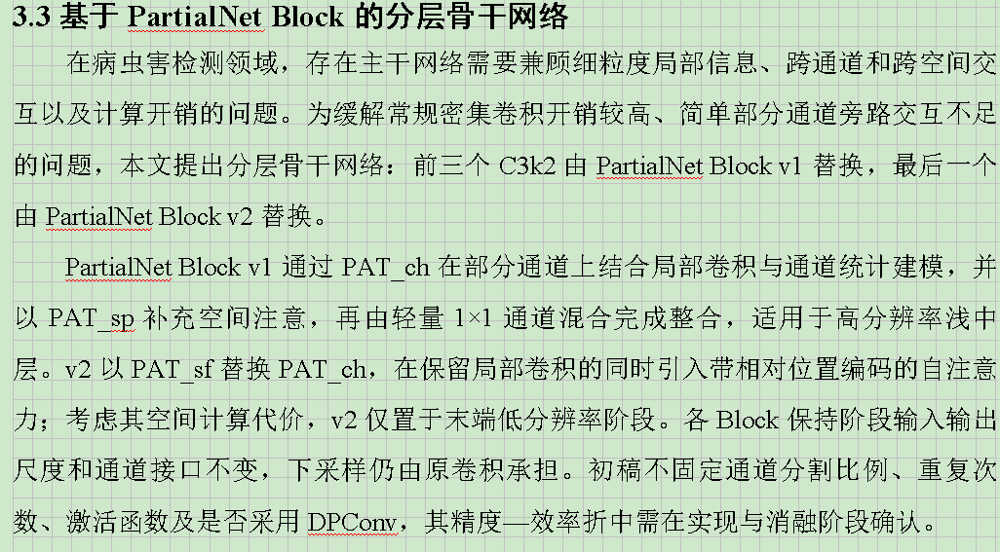 3.3 基于 PartialNet Block 的分层骨干网络
在病虫害检测领域，存在主干网络需要兼顾细粒度局部信息、跨通道和跨空间交
互以及计算开销的问题。为缓解常规密集卷积开销较高、简单部分通道旁路交互不足
的问题，本文提出分层骨干网络：前三个 C3k2 由 PartialNet Block v1 替换，最后一个
由 PartialNet Block v2 替换。
PartialNet Block v1 通过 PAT_ch 在部分通道上结合局部卷积与通道统计建模，并
以 PAT_sp 补充空间注意，再由轻量 1×1 通道混合完成整合，适用于高分辨率浅中
层。v2 以 PAT_sf 替换 PAT_ch，在保留局部卷积的同时引入带相对位置编码的自注意
力；考虑其空间计算代价，v2 仅置于末端低分辨率阶段。各 Block 保持阶段输入输出
尺度和通道接口不变，下采样仍由原卷积承担。初稿不固定通道分割比例、重复次
数、激活函数及是否采用 DPConv，其精度—效率折中需在实现与消融阶段确认。